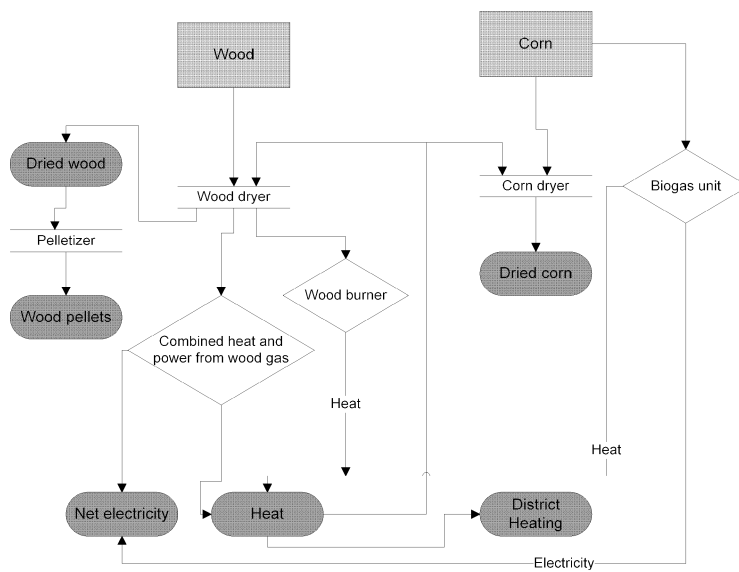 Wood
Corn
Dried wood
Wood dryer
Corn dryer
Biogas unit
Pelletizer
Dried corn
Wood burner
Wood pellets
Combined heat and
power from wood gas
Heat
Heat
Net electricity
Heat
District
Heating
Electricity